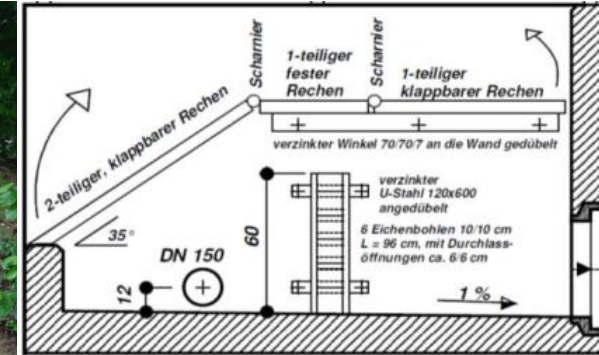 Scharnier
1-teiliger
fester
Rechen
Scharnier
1-teiliger
klappbarer Rechen
2-teiliger, klappbarer Rechen
verzinkter Winkel 70/70/7 an die Wand gedübelt
verzinkter
U-Stahl 120x600
angedübelt
6 Eichenbohlen 10/10 cm
L = 96 cm, mit Durchlass-
öffnungen ca. 6/6 cm
35°
DN 150
60
12
1 %